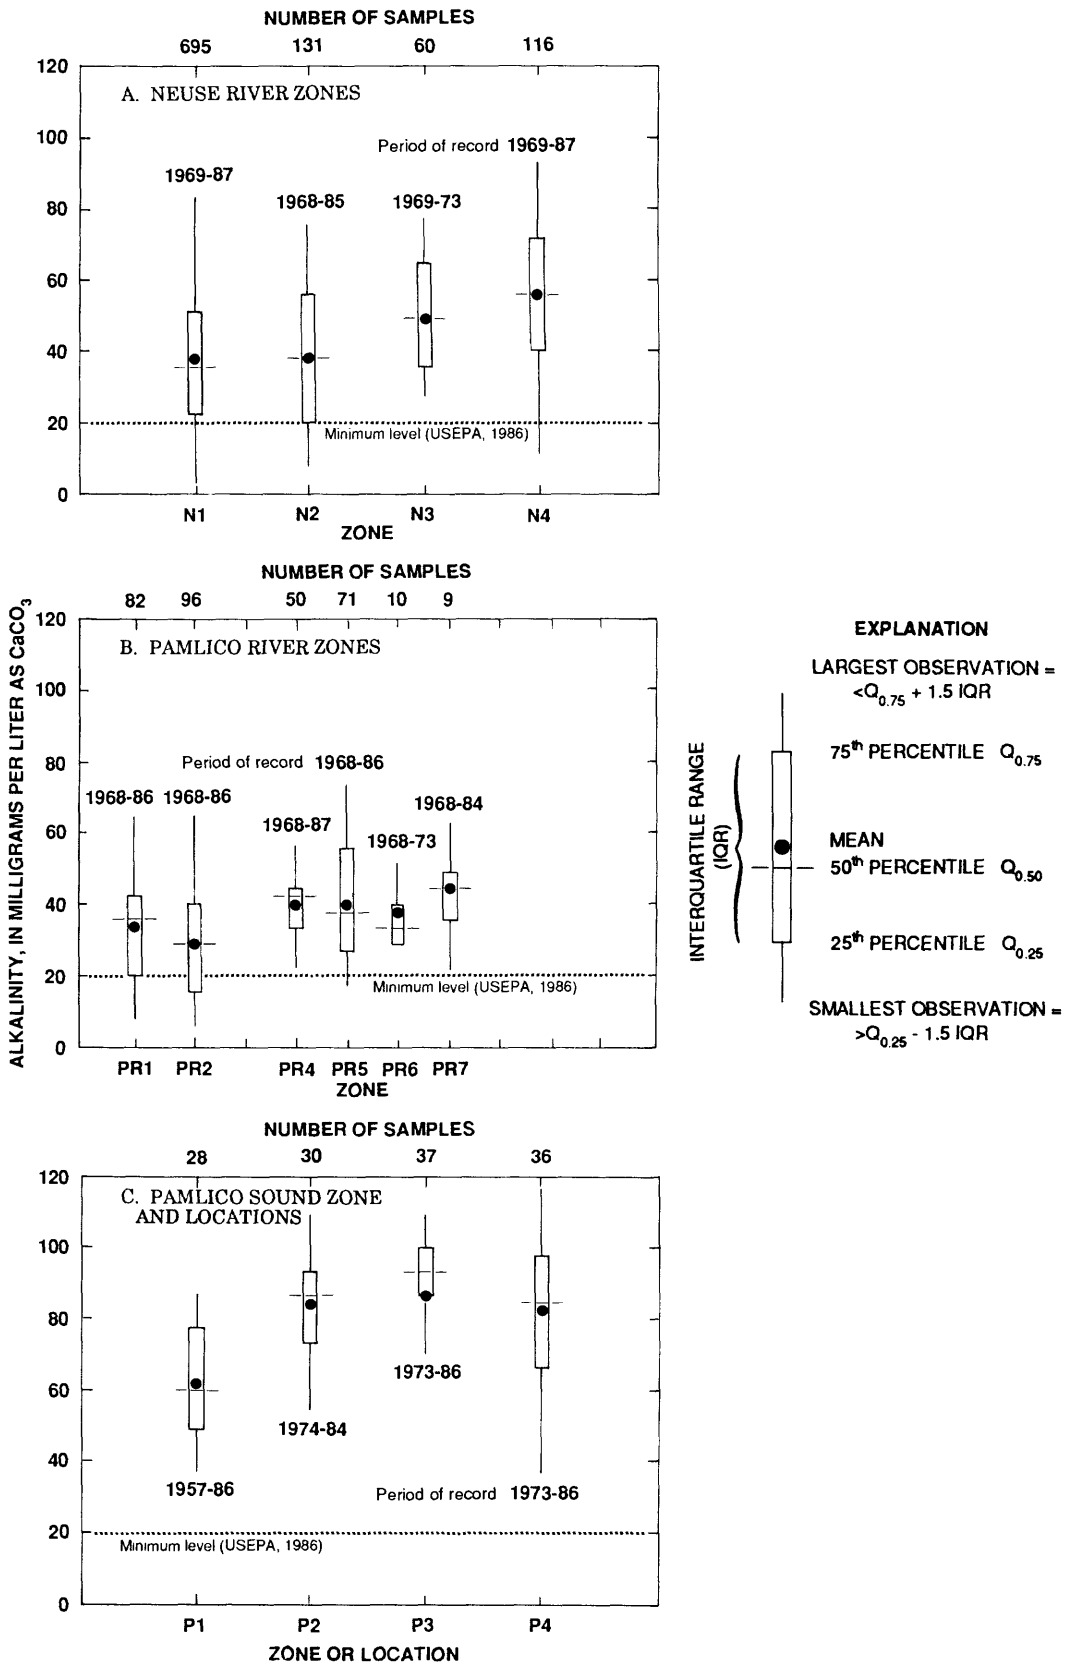 NUMBER OF SAMPLES
695 131 60 116
A. NEUSE RIVER ZONES
120
100
80
60
40
20
0
Period of record 1969-87
1969-87
1968-85
1969-73
Minimum level (USEPA, 1986)
N1 N2 N3 N4
ZONE
ALKALINITY, IN MILLIGRAMS PER LITER AS CaCO₃
NUMBER OF SAMPLES
82 96 50 71 10 9
B. PAMLICO RIVER ZONES
120
100
80
60
40
20
0
Period of record 1968-86
1968-86 1968-86
1968-84
1968-87
1968-73
Minimum level (USEPA, 1986)
PR1 PR2 PR4 PR5 PR6 PR7
ZONE
EXPLANATION
LARGEST OBSERVATION =
<Q0.75 + 1.5 IQR
75th PERCENTILE Q0.75
MEAN
50th PERCENTILE Q0.50
25th PERCENTILE Q0.25
SMALLEST OBSERVATION =
>Q0.25 - 1.5 IQR
INTERQUARTILE RANGE
(IQR)
NUMBER OF SAMPLES
28 30 37 36
C. PAMLICO SOUND ZONE
AND LOCATIONS
120
100
80
60
40
20
0
1973-86
1974-84
1957-86
Period of record 1973-86
Minimum level (USEPA, 1986)
P1 P2 P3 P4
ZONE OR LOCATION